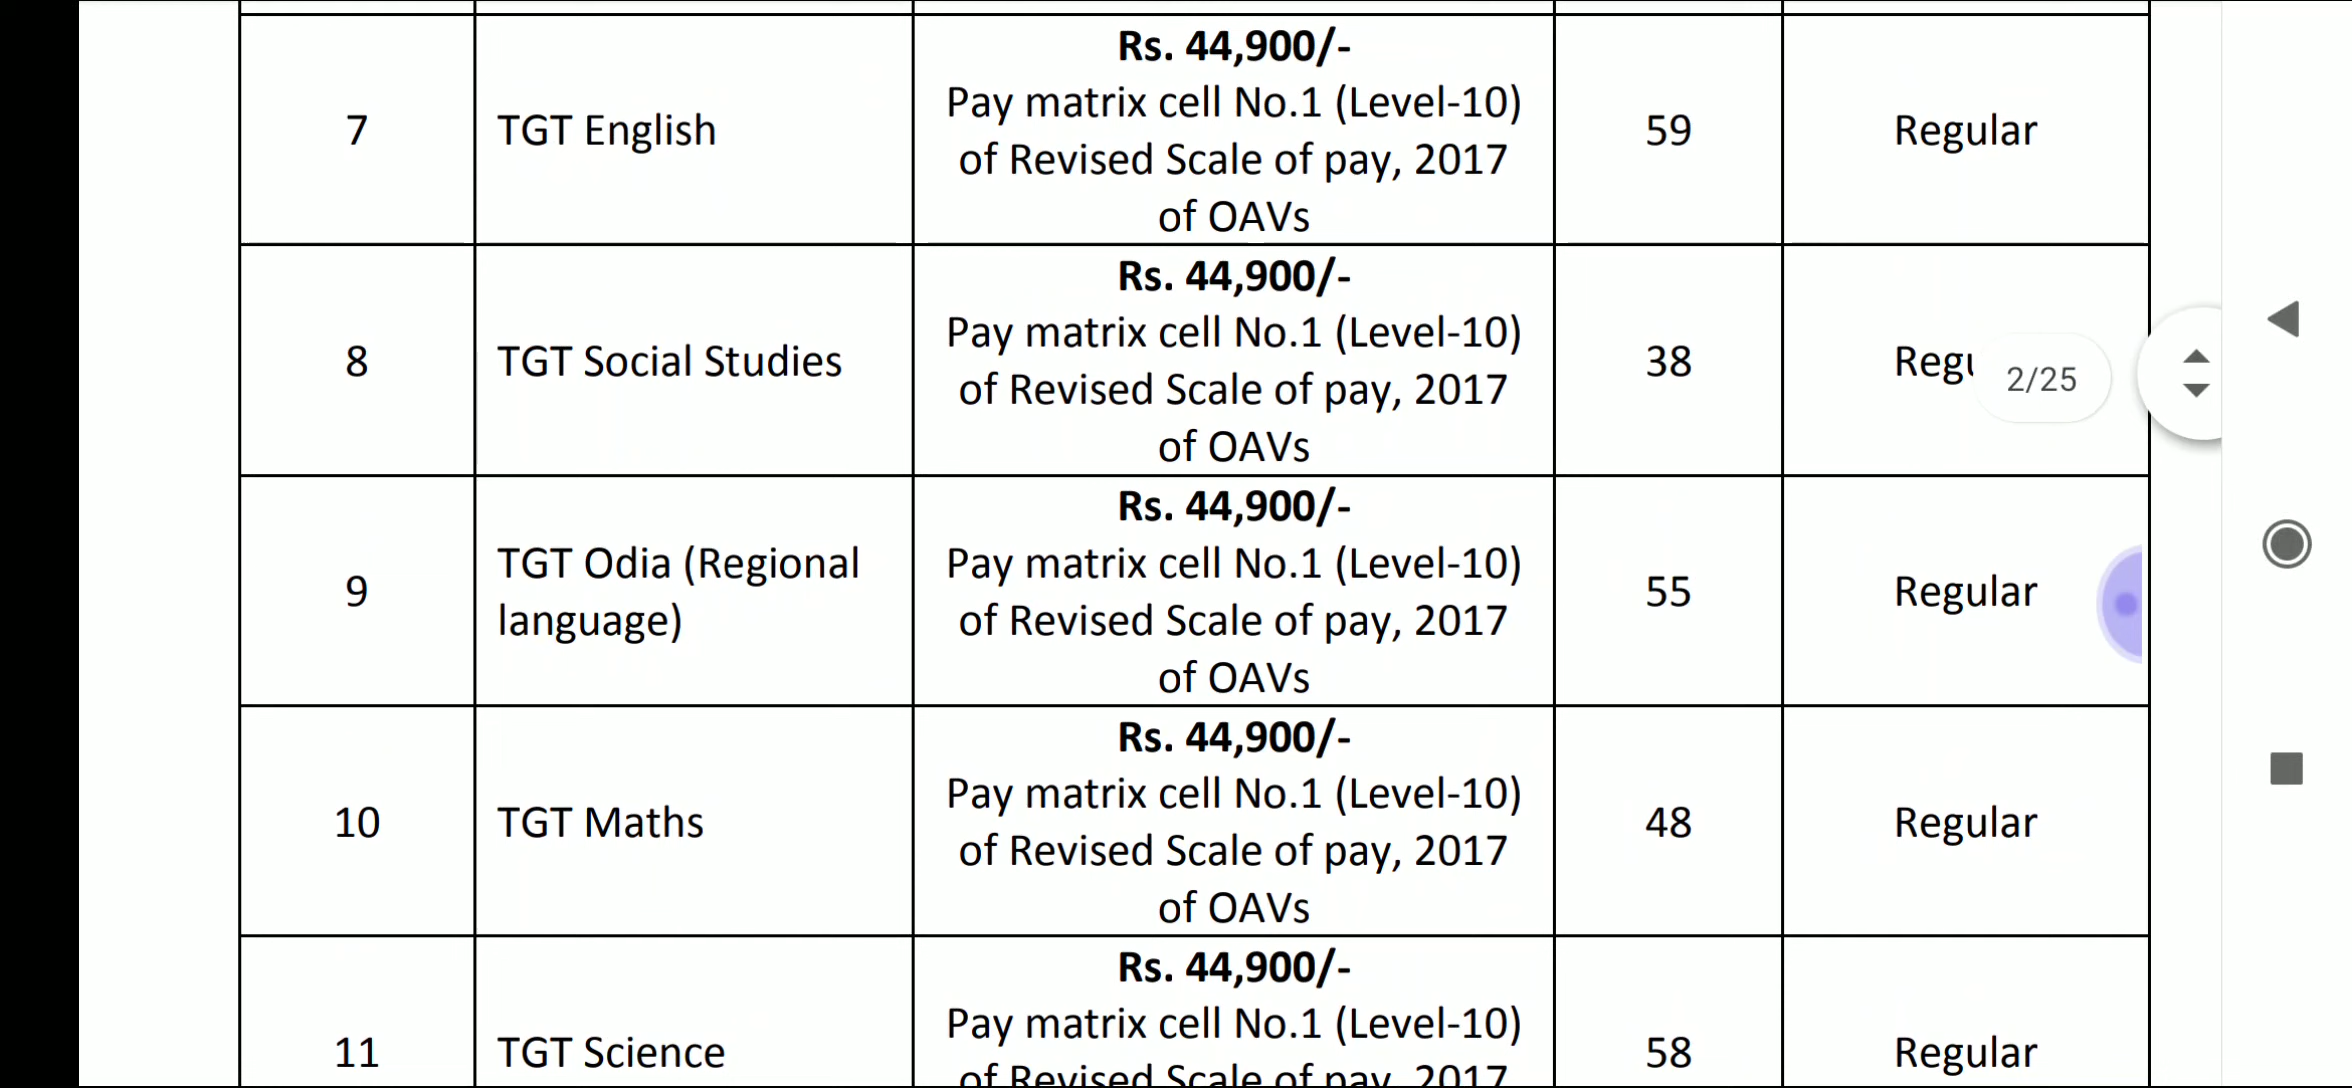 Rs. 44,900/-
7 TGT English Pay matrix cell No.1 (Level-10) 59 Regular
of Revised Scale of pay, 2017
of OAVs
Rs. 44,900/-
8 TGT Social Studies Pay matrix cell No.1 (Level-10) 38 Regu 2/25
of Revised Scale of pay, 2017
of OAVs
Rs. 44,900/-
9 TGT Odia (Regional Pay matrix cell No.1 (Level-10) 55 Regular
language) of Revised Scale of pay, 2017
of OAVs
Rs. 44,900/-
10 TGT Maths Pay matrix cell No.1 (Level-10) 48 Regular
of Revised Scale of pay, 2017
of OAVs
Rs. 44,900/-
11 TGT Science Pay matrix cell No.1 (Level-10) 58 Regular
of Revised Scale of pay, 2017